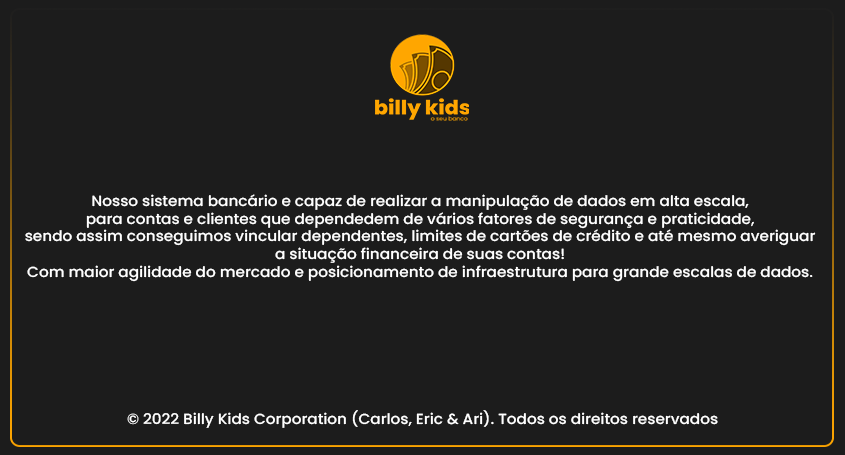 billy kids
o seu banco
Nosso sistema bancário e capaz de realizar a manipulação de dados em alta escala,
para contas e clientes que dependedem de vários fatores de segurança e praticidade,
sendo assim conseguimos vincular dependentes, limites de cartões de crédito e até mesmo averiguar
a situação financeira de suas contas!
Com maior agilidade do mercado e posicionamento de infraestrutura para grande escalas de dados.
© 2022 Billy Kids Corporation (Carlos, Eric & Ari). Todos os direitos reservados